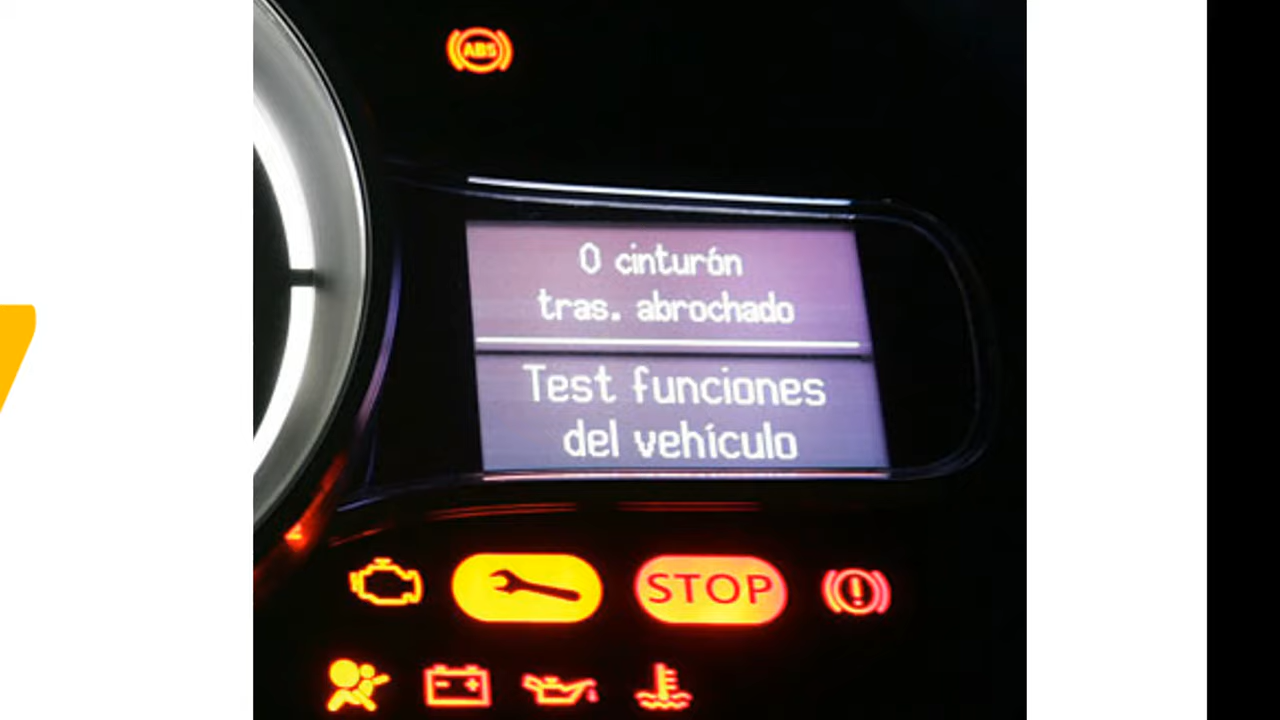 ABS
0 cinturón
tras. abrochado
Test funciones
del vehículo
STOP